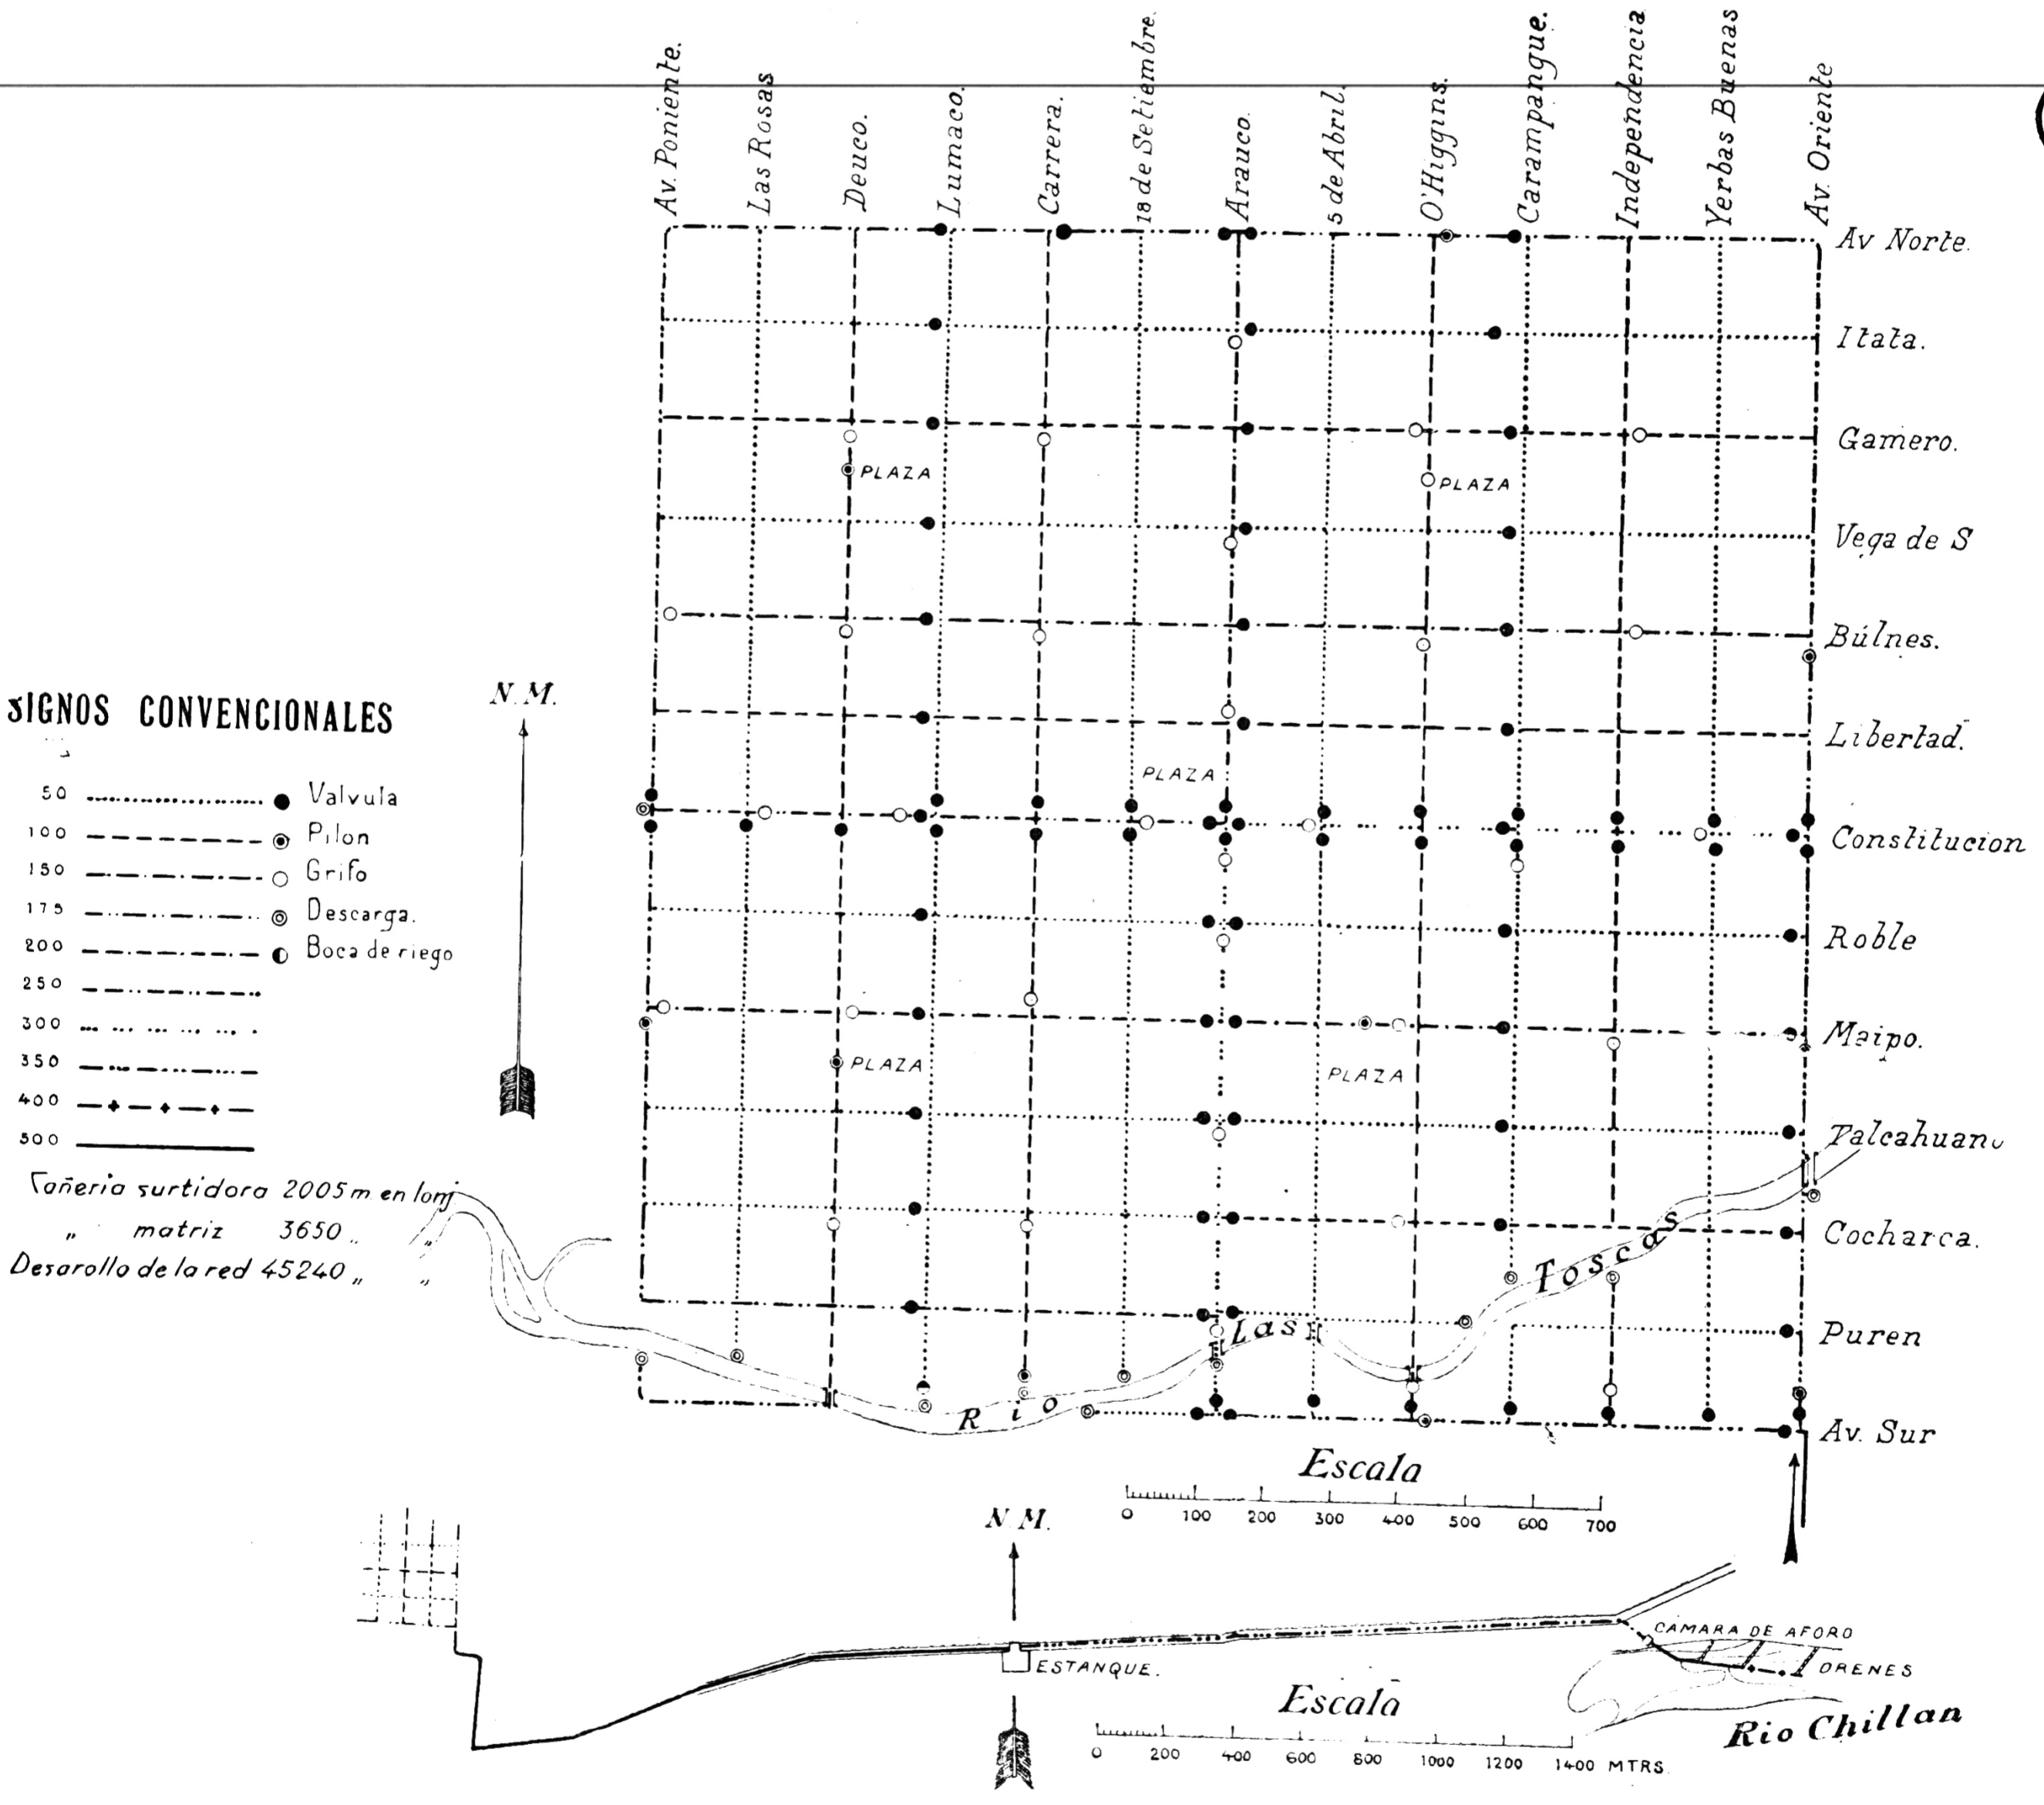 Av. Poniente.
Las Rosas
Deuco.
Lumaco.
Carrera.
18 de Setiembre.
Arauco.
5 de Abril.
O'Higgins.
Carampangue.
Independencia
Yerbas Buenas
Av. Oriente
Av Norte.
Itata.
Gamero.
PLAZA
PLAZA
Vega de S
Búlnes.
Libertad.
PLAZA
Constitucion
Roble
Maipo.
PLAZA
PLAZA
Talcahuano
Cocharca.
Puren
Av. Sur
Rio Las Toscas
N. M.
SIGNOS CONVENCIONALES
50 Valvula
100 Pilon
150 Grifo
175 Descarga.
200 Boca de riego
250
300
350
400
500
Cañeria surtidora 2005 m en lonj
" matriz 3650 " "
Desarollo de la red 45240 " "
Escala
0 100 200 300 400 500 600 700
N. M.
ESTANQUE.
CAMARA DE AFORO
DRENES
Rio Chillan
Escala
0 200 400 600 800 1000 1200 1400 MTRS.